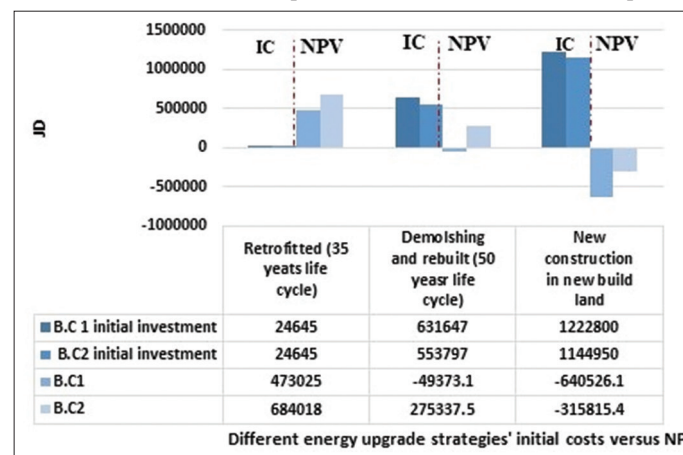 1500000
IC NPV IC NPV IC NPV
1000000
500000
JD
0
-500000
-1000000
Retrofitted (35 yeats life cycle) Demolshing and rebuilt (50 yeasr life cycle) New construction in new build land
B.C 1 initial investment 24645 631647 1222800
B.C2 initial investment 24645 553797 1144950
B.C1 473025 -49373.1 -640526.1
B.C2 684018 275337.5 -315815.4
Different energy upgrade strategies' initial costs versus